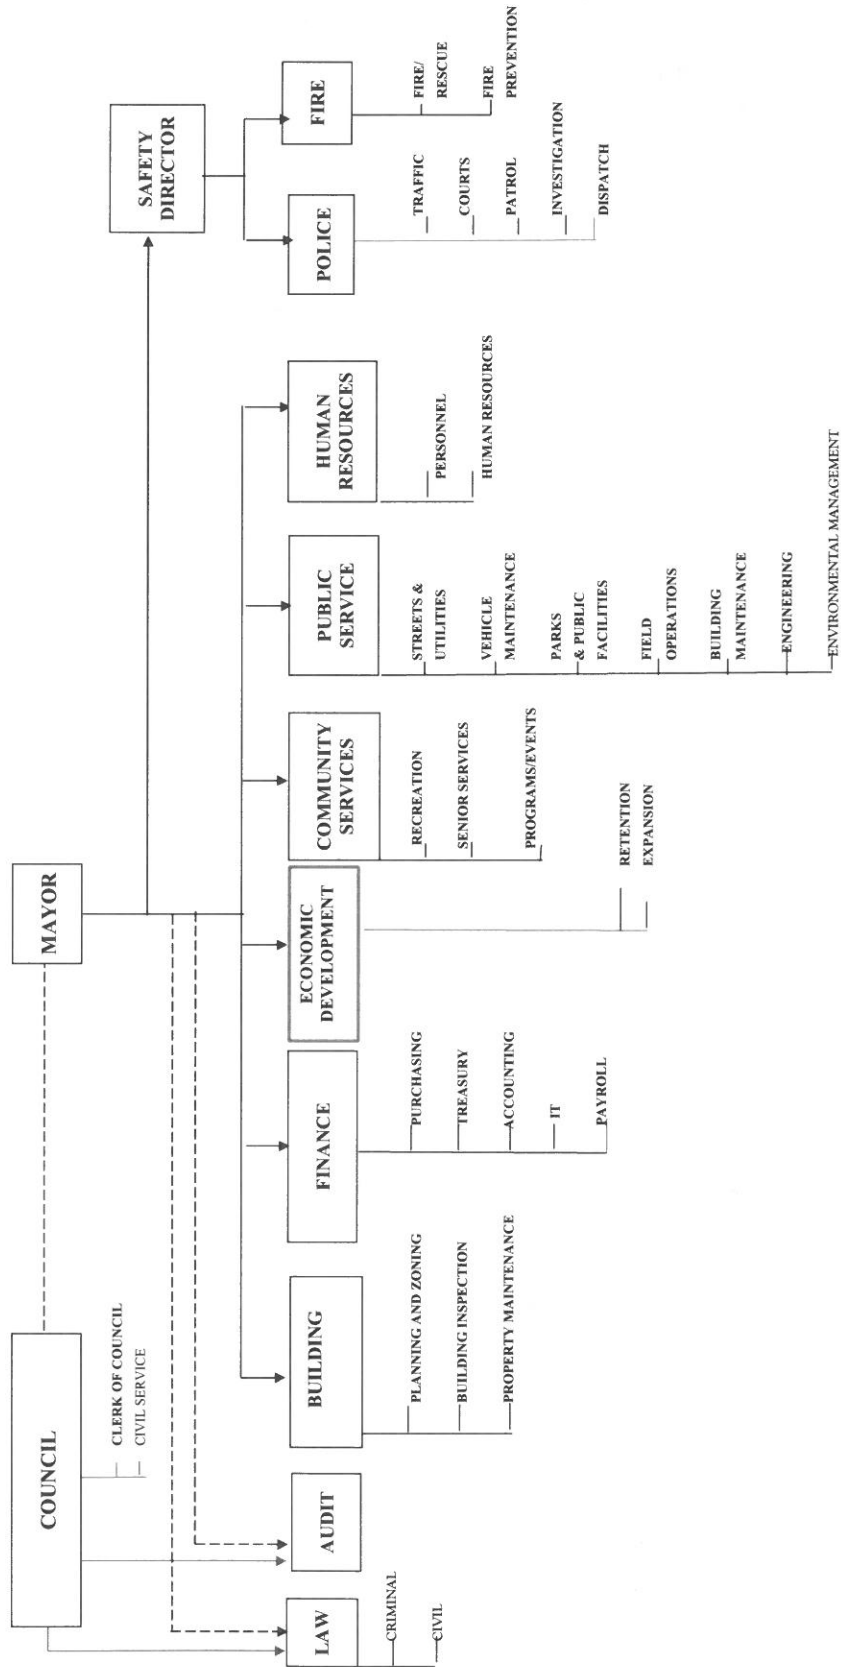 COUNCIL
CLERK OF COUNCIL
CIVIL SERVICE
MAYOR
SAFETY
DIRECTOR
LAW
CRIMINAL
CIVIL
AUDIT
BUILDING
PLANNING AND ZONING
BUILDING INSPECTION
PROPERTY MAINTENANCE
FINANCE
PURCHASING
TREASURY
ACCOUNTING
IT
PAYROLL
ECONOMIC
DEVELOPMENT
RETENTION
EXPANSION
COMMUNITY
SERVICES
RECREATION
SENIOR SERVICES
PROGRAMS/EVENTS
PUBLIC
SERVICE
STREETS &
UTILITIES
VEHICLE
MAINTENANCE
PARKS
& PUBLIC
FACILITIES
FIELD
OPERATIONS
BUILDING
MAINTENANCE
ENGINEERING
ENVIRONMENTAL MANAGEMENT
HUMAN
RESOURCES
PERSONNEL
HUMAN RESOURCES
POLICE
TRAFFIC
COURTS
PATROL
INVESTIGATION
DISPATCH
FIRE
FIRE/
RESCUE
FIRE
PREVENTION